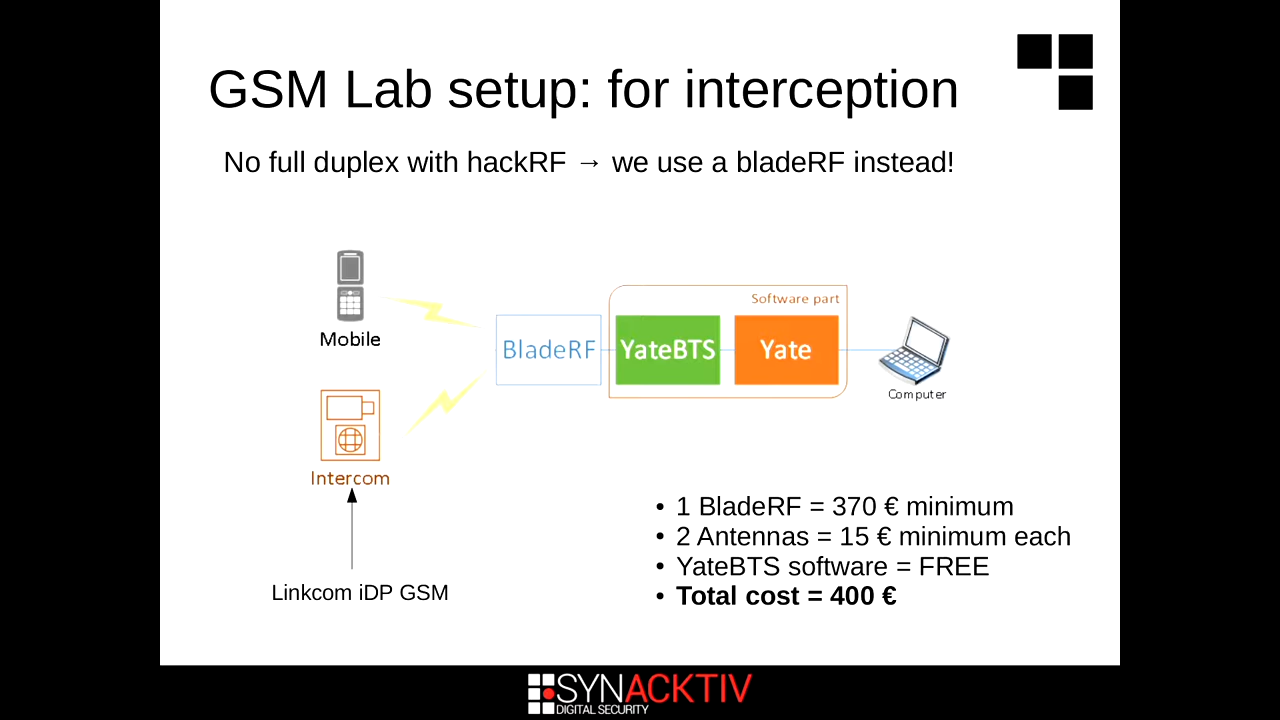 GSM Lab setup: for interception
No full duplex with hackRF → we use a bladeRF instead!
Software part
Mobile
BladeRF
YateBTS
Yate
Computer
Intercom
Linkcom iDP GSM
• 1 BladeRF = 370 € minimum
• 2 Antennas = 15 € minimum each
• YateBTS software = FREE
• Total cost = 400 €
SYNACKTIV
DIGITAL SECURITY